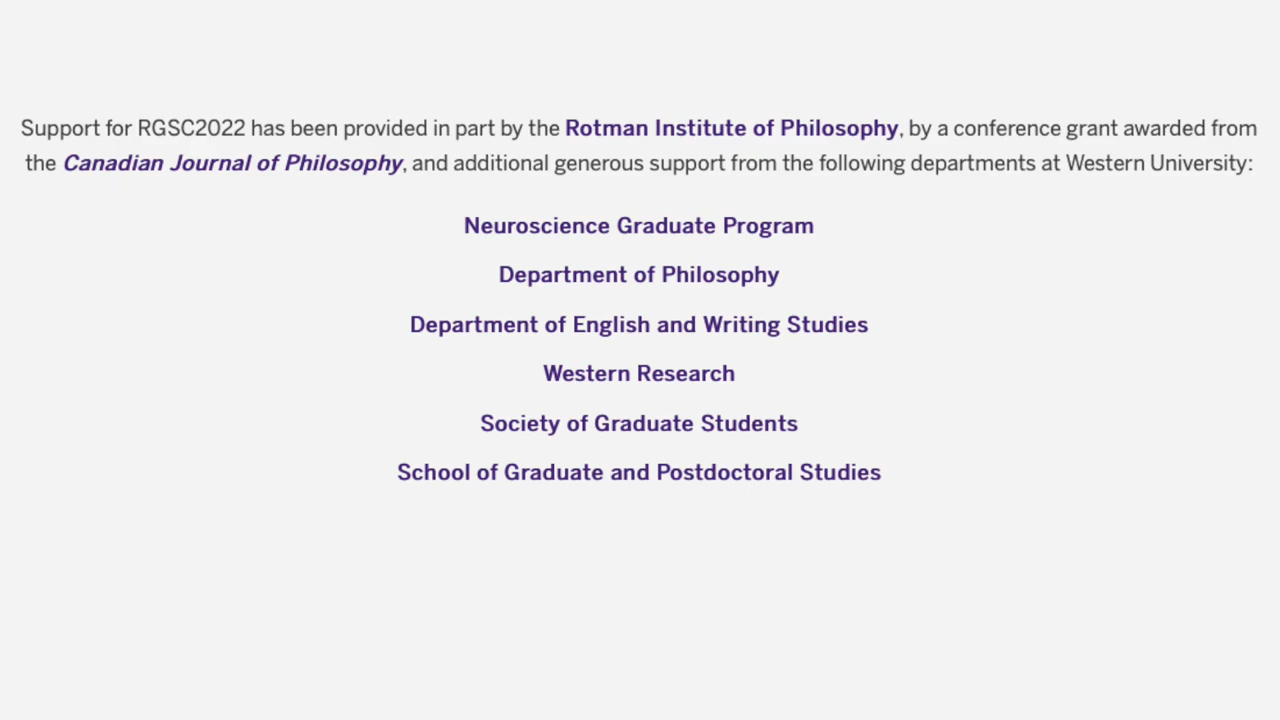 Support for RGSC2022 has been provided in part by the Rotman Institute of Philosophy, by a conference grant awarded from
the Canadian Journal of Philosophy, and additional generous support from the following departments at Western University:
Neuroscience Graduate Program
Department of Philosophy
Department of English and Writing Studies
Western Research
Society of Graduate Students
School of Graduate and Postdoctoral Studies